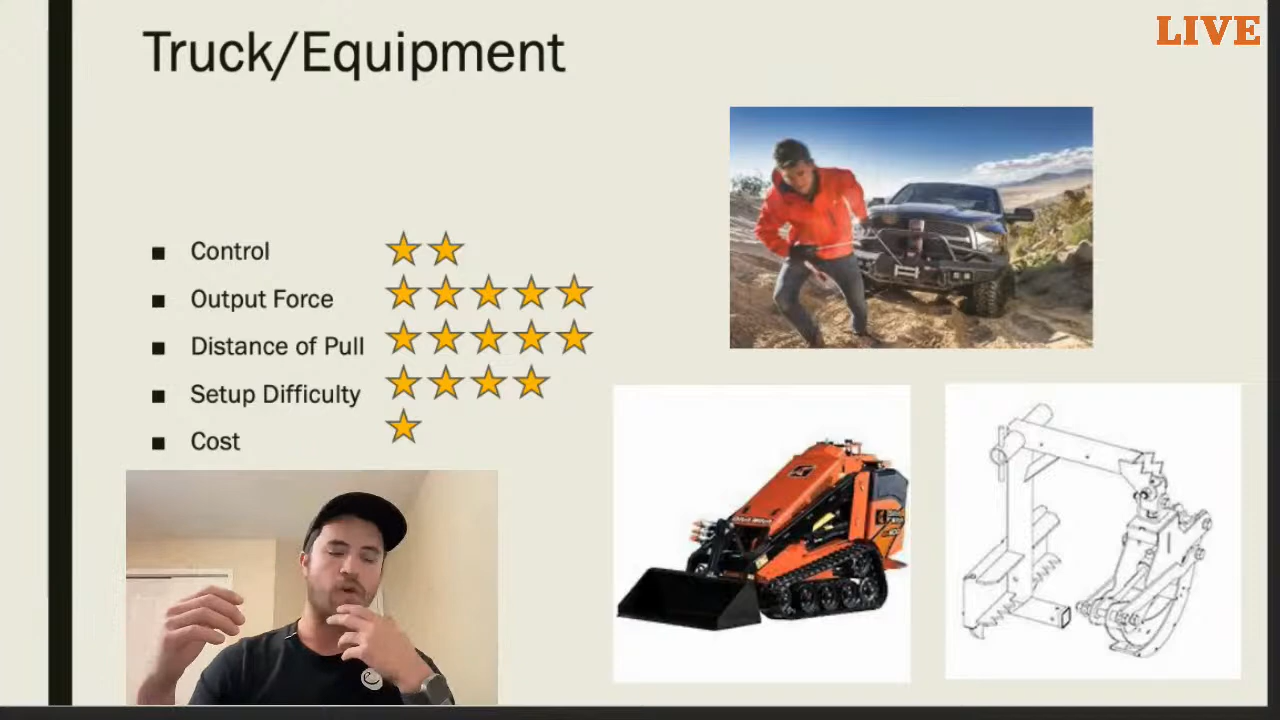 LIVE
Truck/Equipment
Control
Output Force
Distance of Pull
Setup Difficulty
Cost